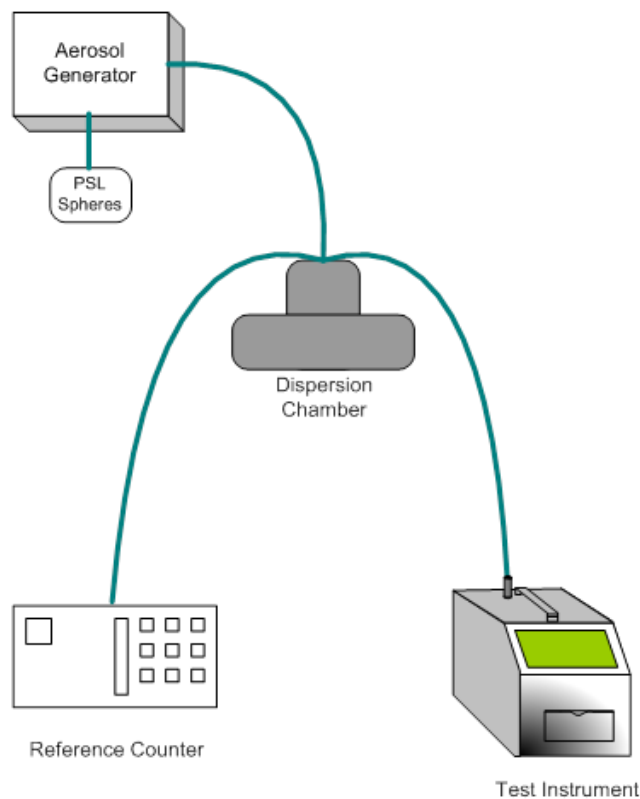 Aerosol
Generator
PSL
Spheres
Dispersion
Chamber
Reference Counter
Test Instrument